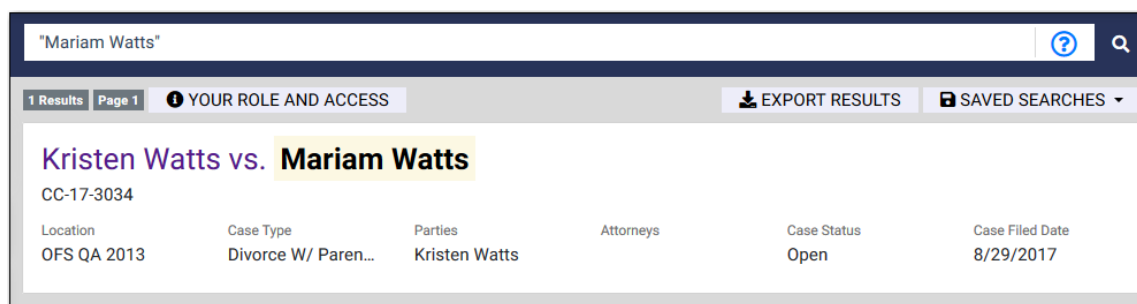 "Mariam Watts"
1 Results Page 1 YOUR ROLE AND ACCESS EXPORT RESULTS SAVED SEARCHES
Kristen Watts vs. Mariam Watts
CC-17-3034
Location Case Type Parties Attorneys Case Status Case Filed Date
OFS QA 2013 Divorce W/ Paren... Kristen Watts Open 8/29/2017